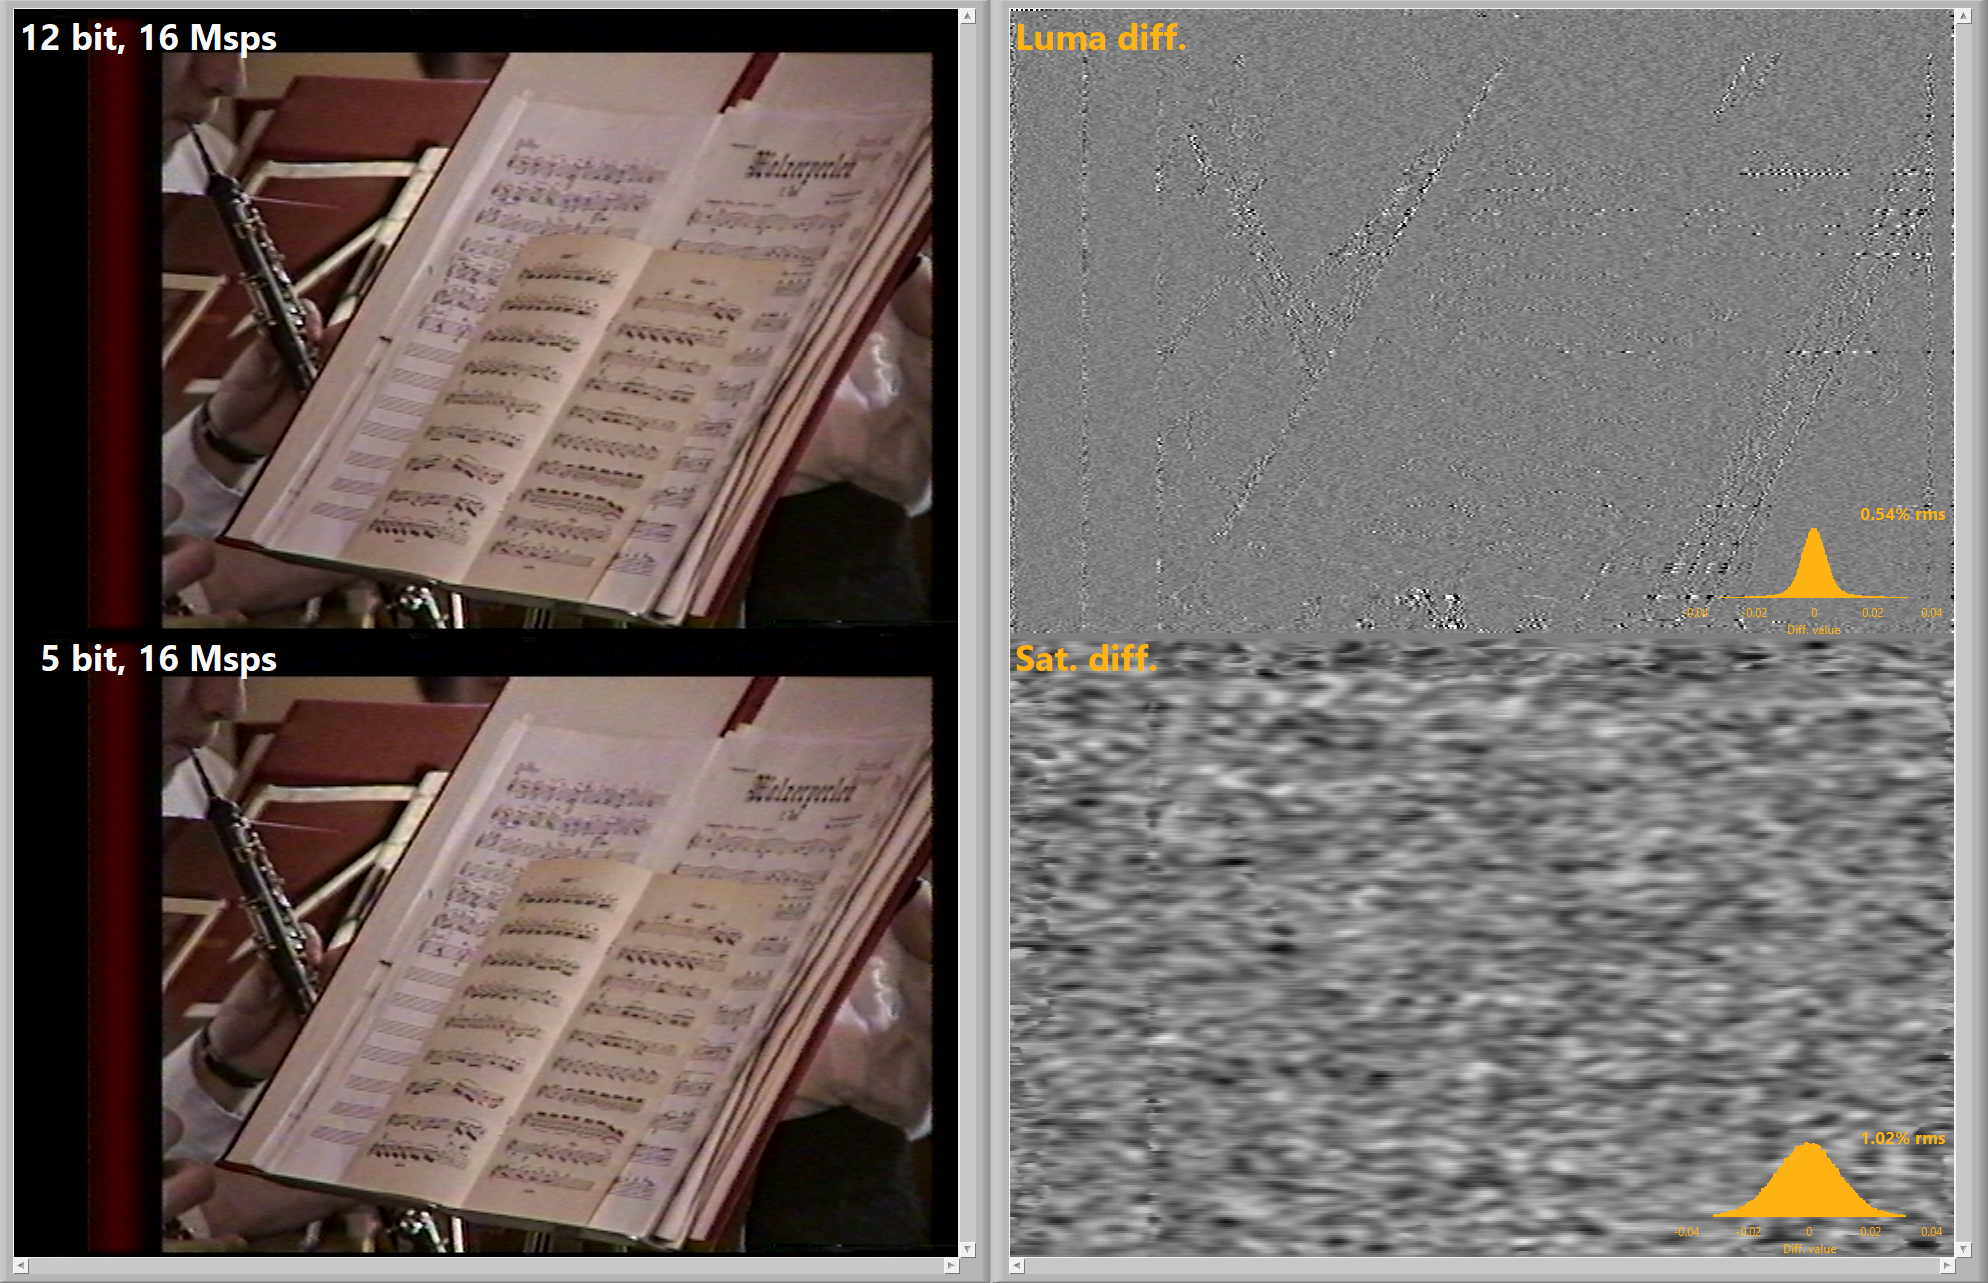 12 bit, 16 Msps
Luma diff.
0.54% rms
-0.04 -0.02 0 0.02 0.04
Diff. value
5 bit, 16 Msps
Sat. diff.
1.02% rms
-0.04 -0.02 0 0.02 0.04
Diff. value